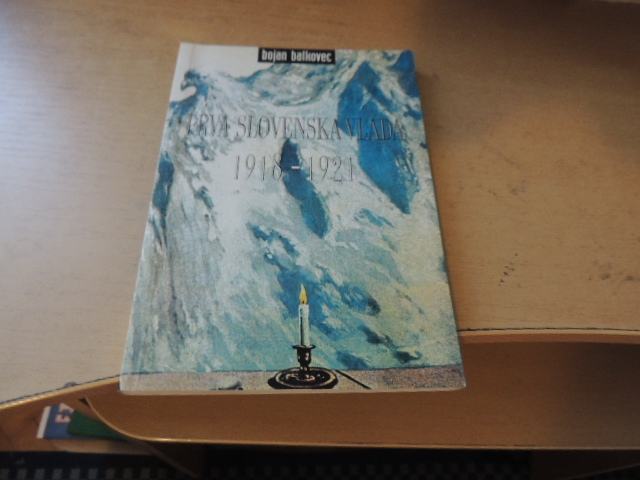 bojan balkovec
PRVA SLOVENSKA VLADA
1918 - 1921